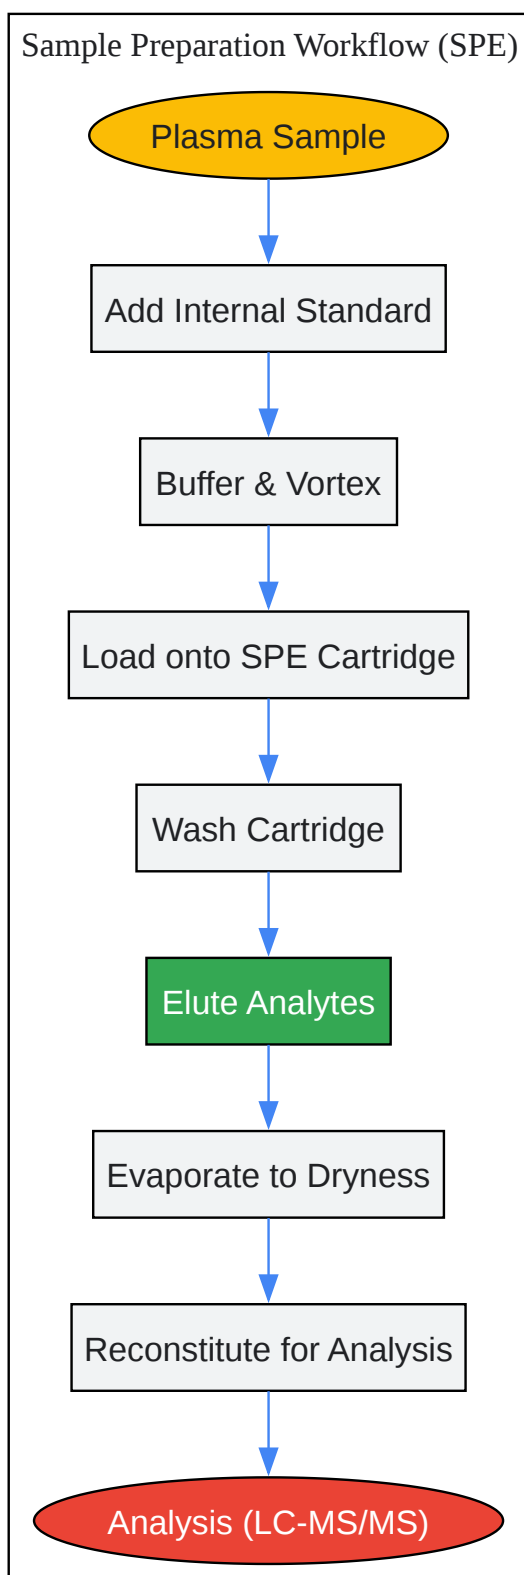 Sample Preparation Workflow (SPE)
Plasma Sample
Add Internal Standard
Buffer & Vortex
Load onto SPE Cartridge
Wash Cartridge
Elute Analytes
Evaporate to Dryness
Reconstitute for Analysis
Analysis (LC-MS/MS)